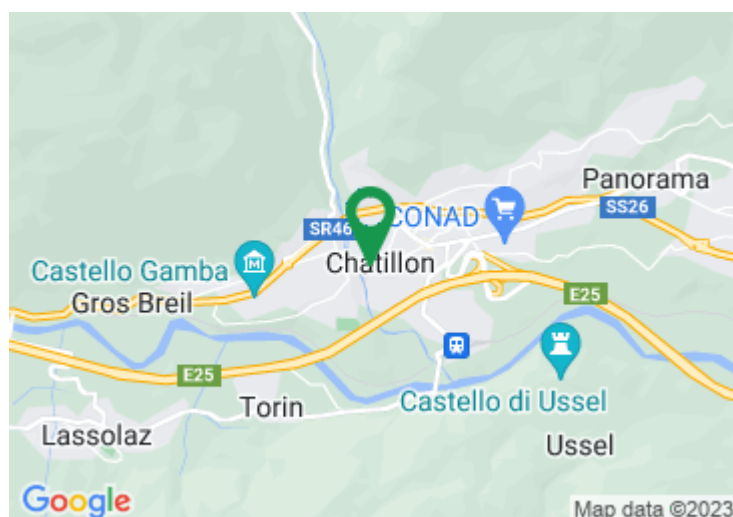 Panorama
SS26
CONAD
SR46
Châtillon
Castello Gamba
Gros Breil
E25
E25
Castello di Ussel
Torin
Lassolaz
Ussel
Google
Map data ©2023